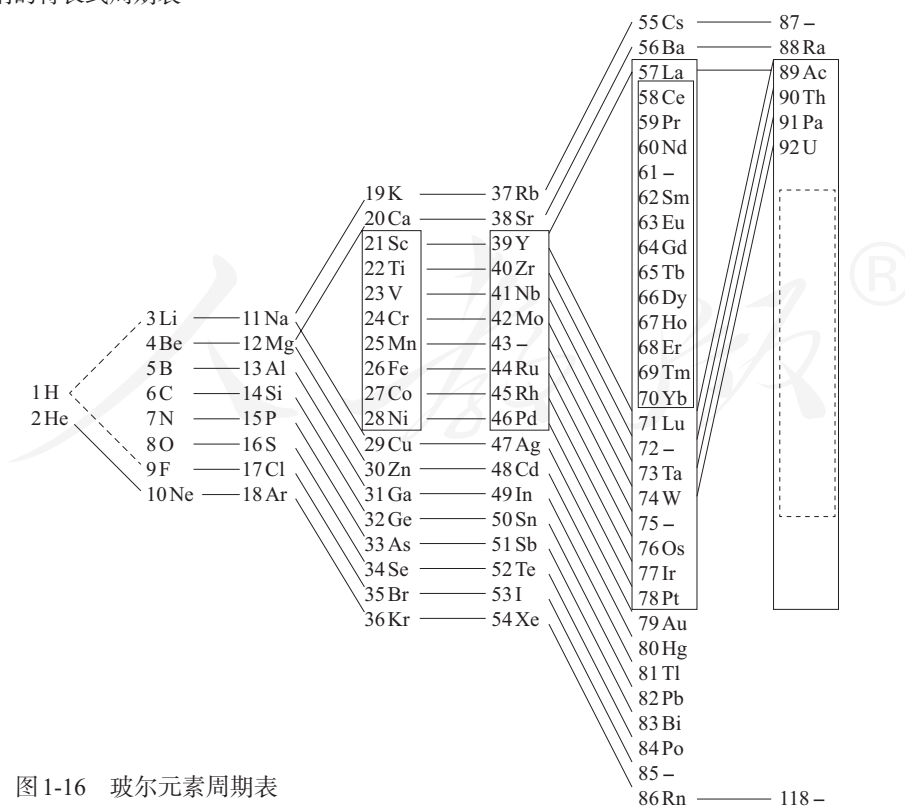 55 Cs 87 –
56 Ba 88 Ra
57 La 89 Ac
58 Ce 90 Th
59 Pr 91 Pa
60 Nd 92 U
61 –
19 K 37 Rb 62 Sm
20 Ca 38 Sr 63 Eu
21 Sc 39 Y 64 Gd
22 Ti 40 Zr 65 Tb
23 V 41 Nb 66 Dy
3 Li 11 Na 24 Cr 42 Mo 67 Ho
4 Be 12 Mg 25 Mn 43 – 68 Er
5 B 13 Al 26 Fe 44 Ru 69 Tm
1 H 6 C 14 Si 27 Co 45 Rh 70 Yb
2 He 7 N 15 P 28 Ni 46 Pd 71 Lu
8 O 16 S 29 Cu 47 Ag 72 –
9 F 17 Cl 30 Zn 48 Cd 73 Ta
10 Ne 18 Ar 31 Ga 49 In 74 W
32 Ge 50 Sn 75 –
33 As 51 Sb 76 Os
34 Se 52 Te 77 Ir
35 Br 53 I 78 Pt
36 Kr 54 Xe 79 Au
80 Hg
81 Tl
82 Pb
83 Bi
84 Po
85 –
86 Rn 118 –
图1-16 玻尔元素周期表
人教版®